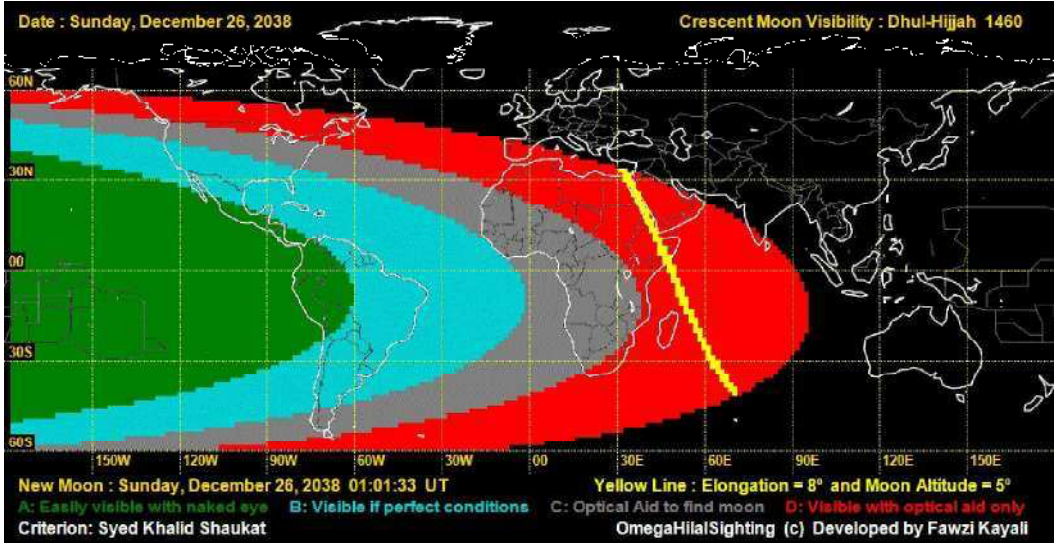 Date : Sunday, December 26, 2038
Crescent Moon Visibility : Dhul-Hijjah 1460
60N
30N
00
30S
60S
150W 120W 90W 60W 30W 00 30E 60E 90E 120E 150E
New Moon : Sunday, December 26, 2038 01:01:33 UT
Yellow Line : Elongation = 8º and Moon Altitude = 5º
A: Easily visible with naked eye
B: Visible if perfect conditions
C: Optical Aid to find moon
D: Visible with optical aid only
Criterion: Syed Khalid Shaukat
OmegaHilalSighting (c) Developed by Fawzi Kayali